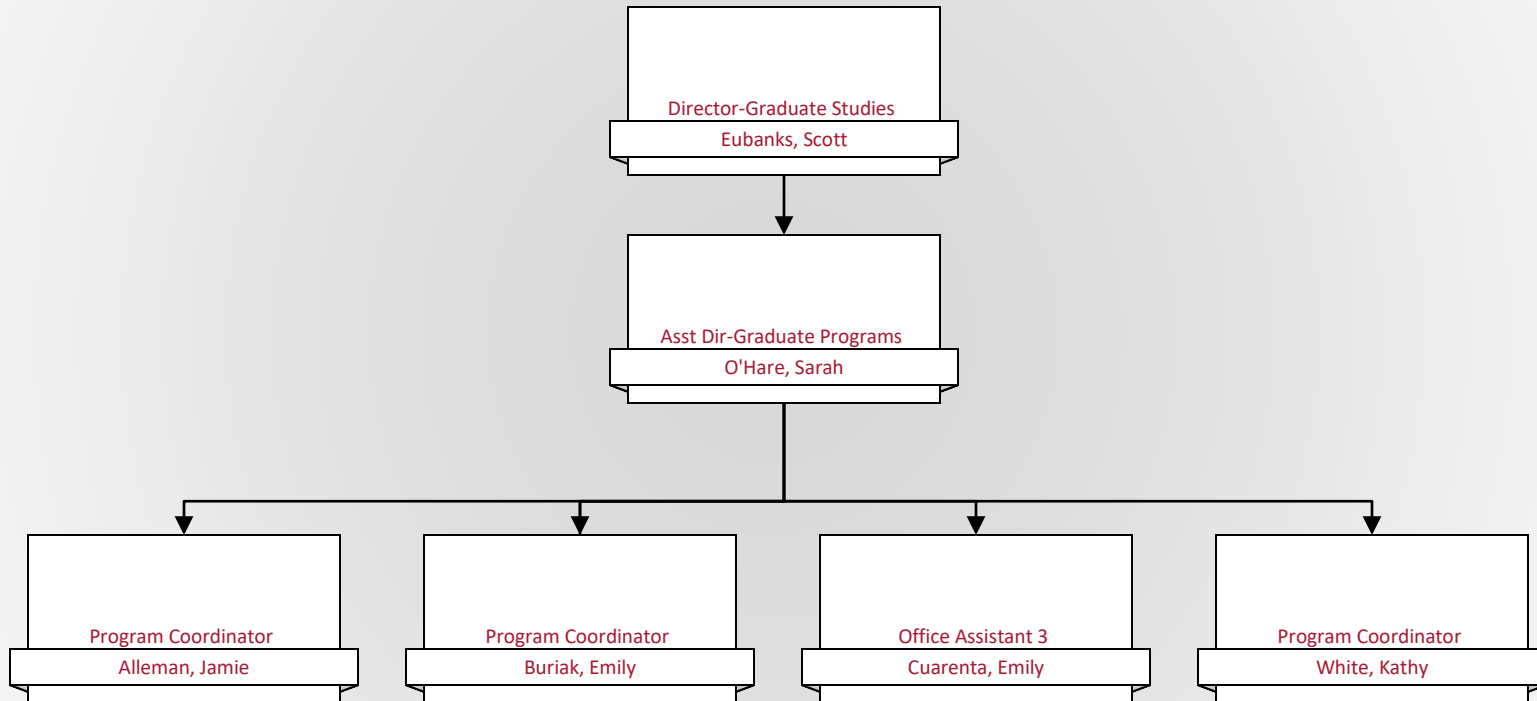 Director-Graduate Studies
Eubanks, Scott
Asst Dir-Graduate Programs
O'Hare, Sarah
Program Coordinator
Alleman, Jamie
Program Coordinator
Buriak, Emily
Office Assistant 3
Cuarenta, Emily
Program Coordinator
White, Kathy